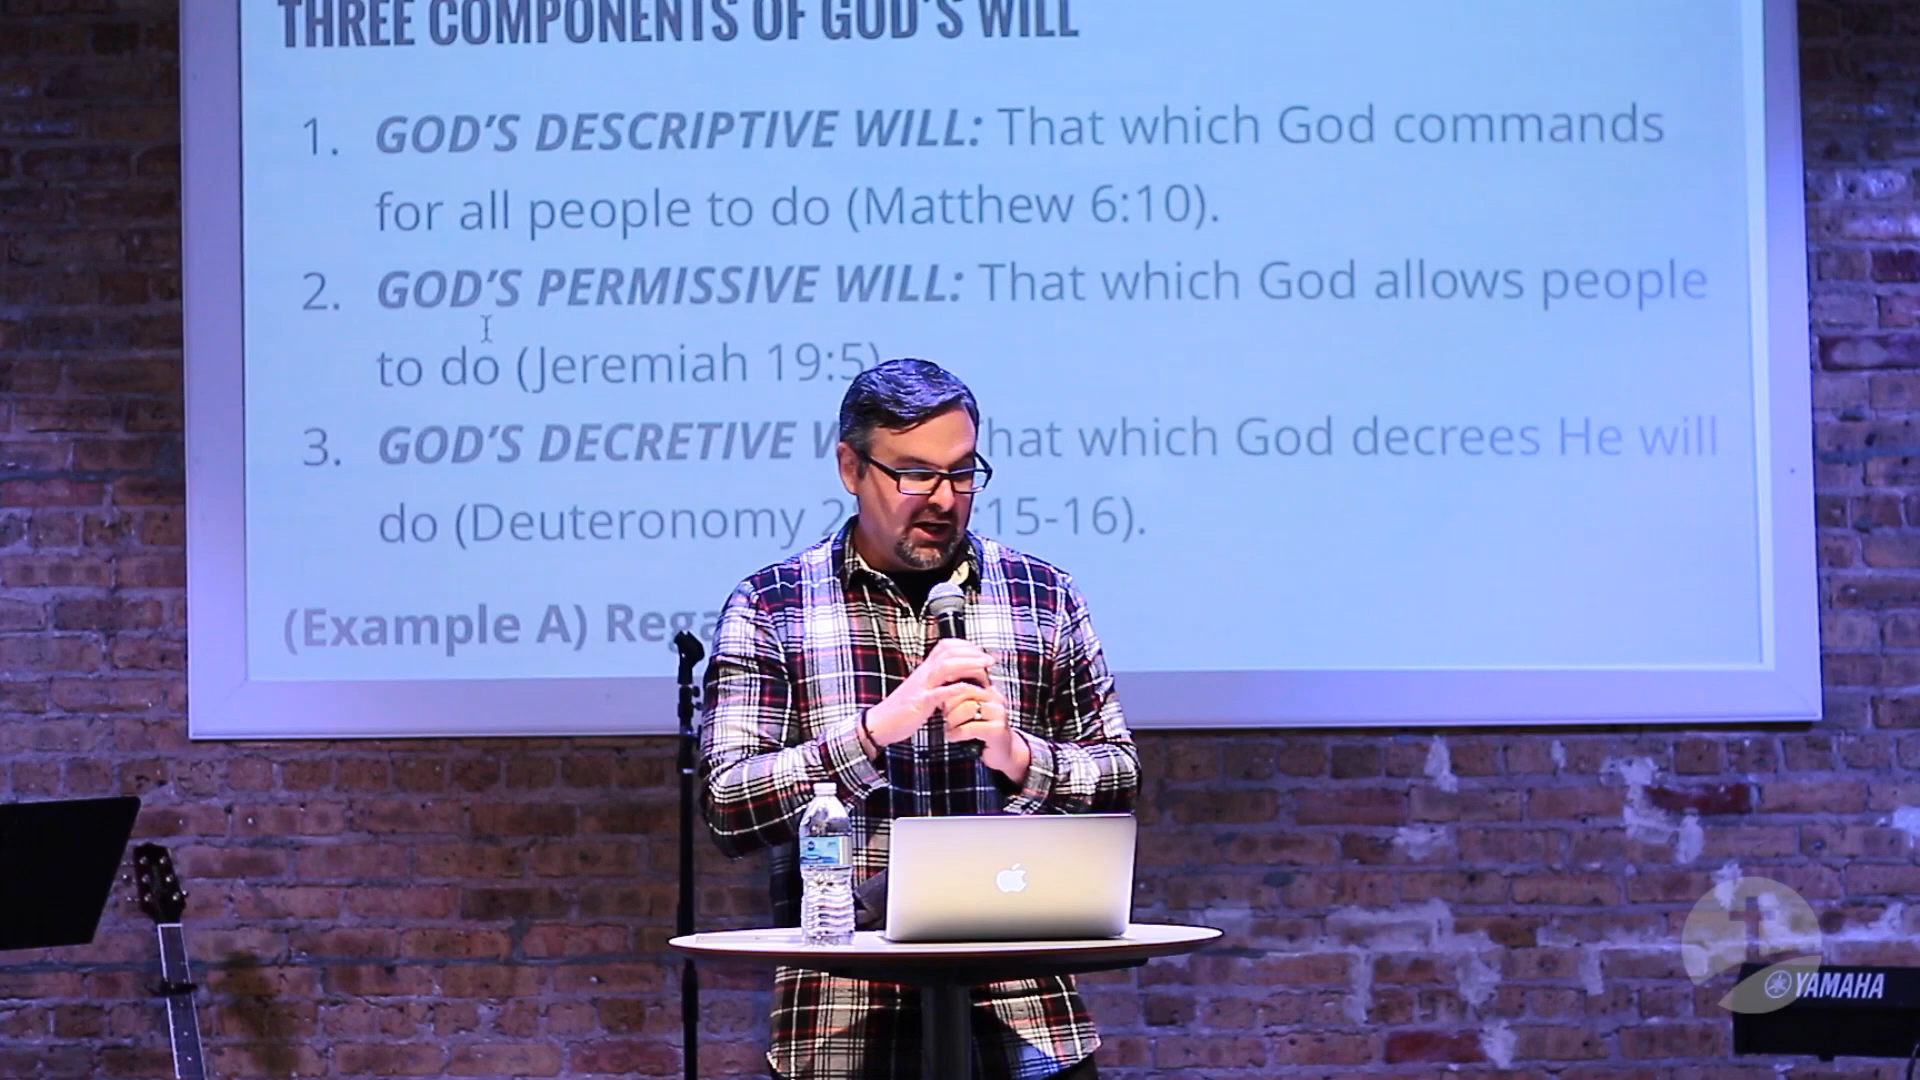 THREE COMPONENTS OF GOD'S WILL
1. GOD'S DESCRIPTIVE WILL: That which God commands
for all people to do (Matthew 6:10).
2. GOD'S PERMISSIVE WILL: That which God allows people
to do (Jeremiah 19:5)
3. GOD'S DECRETIVE That which God decrees He will
do (Deuteronomy :15-16).
(Example A)
YAMAHA